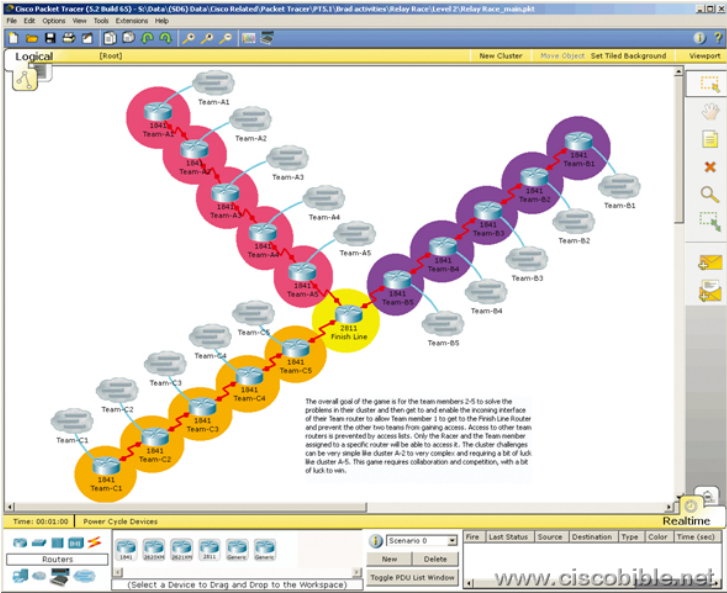 Cisco Packet Tracer (5.2 Build 65) - S:\Data\(SD6) Data\Cisco Related\Packet Tracer\PT5.1\Brad activities\Relay Race\Level 2\Relay Race_main.pkt
File Edit Options View Tools Extensions Help
Logical [Root] New Cluster Move Object Set Tiled Background Viewport
Team-A1
1841
Team-A1
Team-A2
1841
Team-A2
Team-A3
1841
Team-A3
Team-A4
1841
Team-A4
Team-A5
1841
Team-A5
1841
Team-B1
Team-B1
1841
Team-B2
Team-B2
1841
Team-B3
Team-B3
1841
Team-B4
Team-B4
1841
Team-B5
Team-B5
2811
Finish Line
Team-C5
1841
Team-C5
Team-C4
1841
Team-C4
Team-C3
1841
Team-C3
Team-C2
1841
Team-C2
Team-C1
1841
Team-C1
The overall goal of the game is for the team members 2-5 to solve the
problems in their cluster and then get to and enable the incoming interface
of their Team router to allow Team member 1 to get to the Finish Line Router
and prevent the other two teams from gaining access. Access to other team
routers is prevented by access lists. Only the Racer and the Team member
assigned to a specific router will be able to access it. The cluster challenges
can be very simple like cluster A-2 to very complex and requiring a bit of luck
like cluster A-5. This game requires collaboration and competition, with a bit
of luck to win.
Time: 00:01:00 Power Cycle Devices Realtime
Routers
1841 2620XM 2621XM 2811 Generic Generic
(Select a Device to Drag and Drop to the Workspace)
Scenario 0
New Delete
Toggle PDU List Window
Fire Last Status Source Destination Type Color Time (sec)
www.ciscobible.net